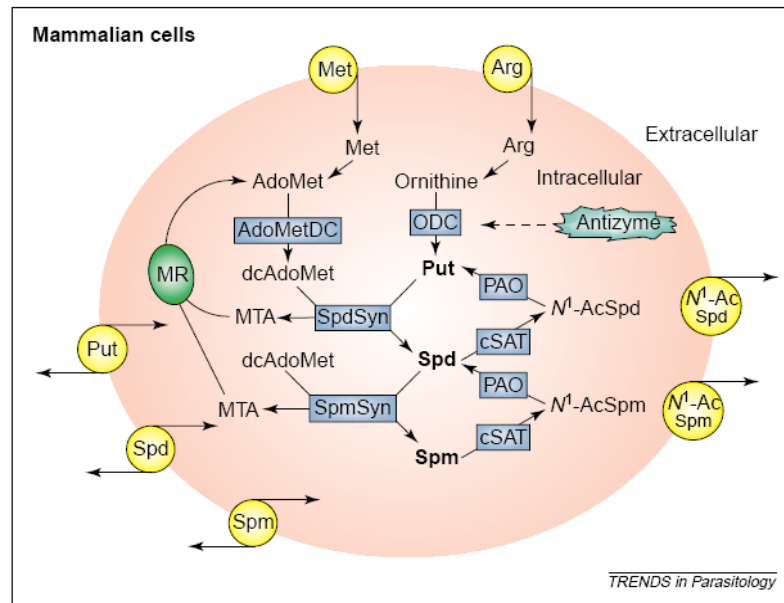 Mammalian cells
Met
Arg
Extracellular
Met
Arg
AdoMet
Ornithine
Intracellular
AdoMetDC
ODC
Antizyme
MR
dcAdoMet
Put
PAO
N¹-Ac
Spd
MTA
SpdSyn
N¹-AcSpd
Put
cSAT
dcAdoMet
Spd
PAO
N¹-Ac
Spm
MTA
SpmSyn
N¹-AcSpm
Spd
cSAT
Spm
Spm
TRENDS in Parasitology